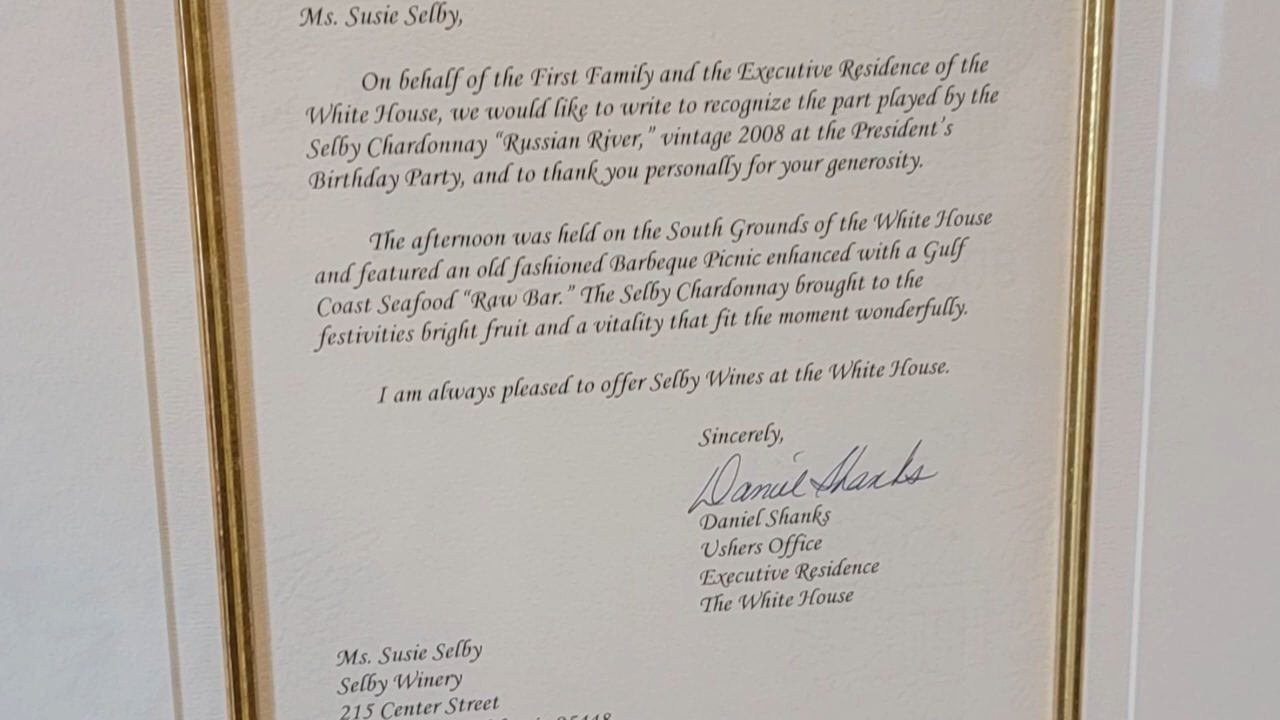 Ms. Susie Selby,
On behalf of the First Family and the Executive Residence of the
White House, we would like to write to recognize the part played by the
Selby Chardonnay “Russian River,” vintage 2008 at the President’s
Birthday Party, and to thank you personally for your generosity.
The afternoon was held on the South Grounds of the White House
and featured an old fashioned Barbeque Picnic enhanced with a Gulf
Coast Seafood “Raw Bar.” The Selby Chardonnay brought to the
festivities bright fruit and a vitality that fit the moment wonderfully.
I am always pleased to offer Selby Wines at the White House.
Sincerely,
Daniel Shanks
Daniel Shanks
Ushers Office
Executive Residence
The White House
Ms. Susie Selby
Selby Winery
215 Center Street